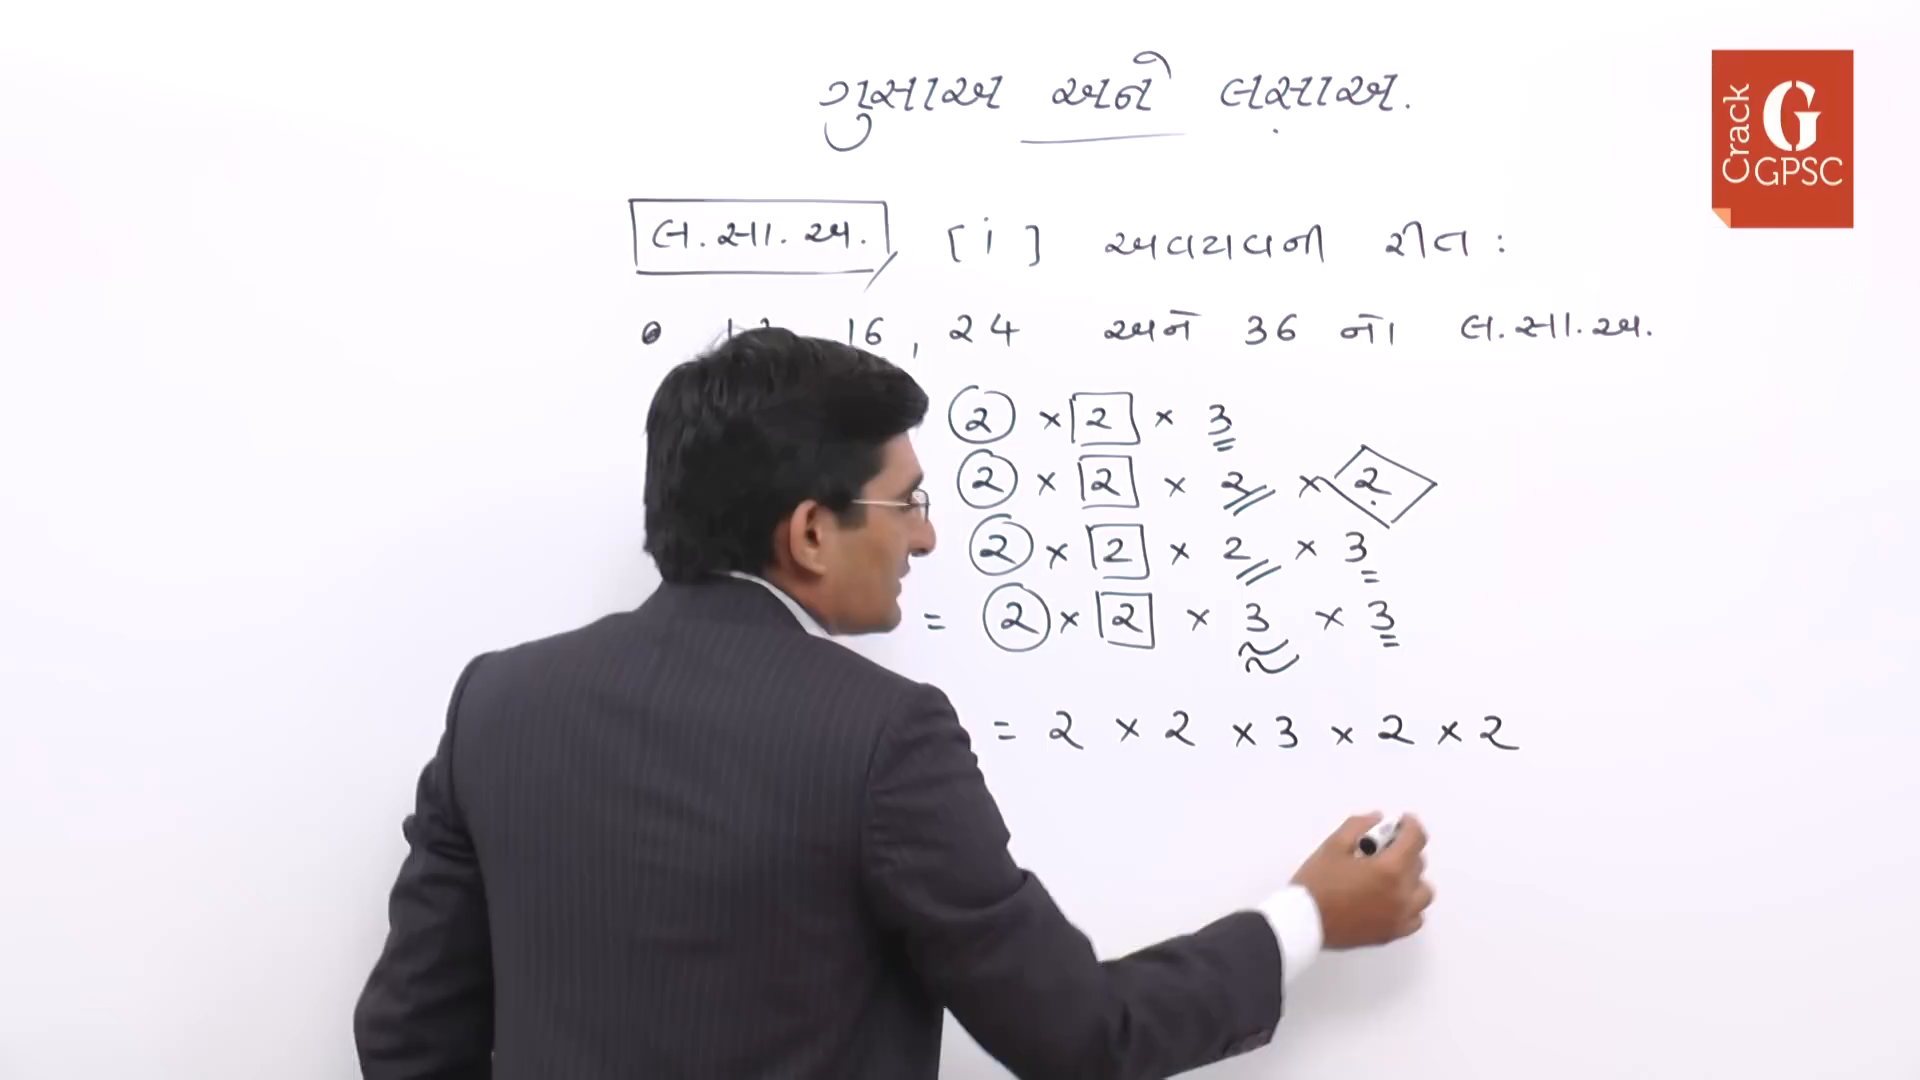 ગુસાઅ અને લસાઅ.
Crack G GPSC
લ.સા.અ. [i] અવયવની રીત :
16, 24 અને 36 નો લ.સા.અ.
2 × 2 × 3
2 × 2 × 2 × 2
2 × 2 × 2 × 3
= 2 × 2 × 3 × 3
= 2 × 2 × 3 × 2 × 2